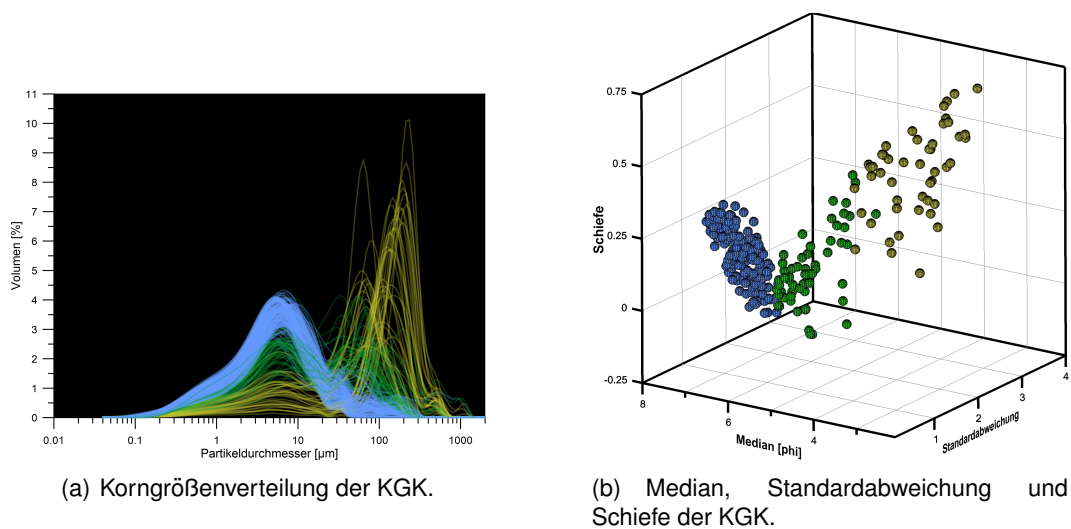 11
10
9
8
7
6
5
4
3
2
1
0
Volumen [%]
0.01 0.1 1 10 100 1000
Partikeldurchmesser [µm]
(a) Korngrößenverteilung der KGK.
0.75
0.5
0.25
0
-0.25
Schiefe
8 6 4
Median [phi]
1 2 3 4
Standardabweichung
(b) Median, Standardabweichung und
Schiefe der KGK.